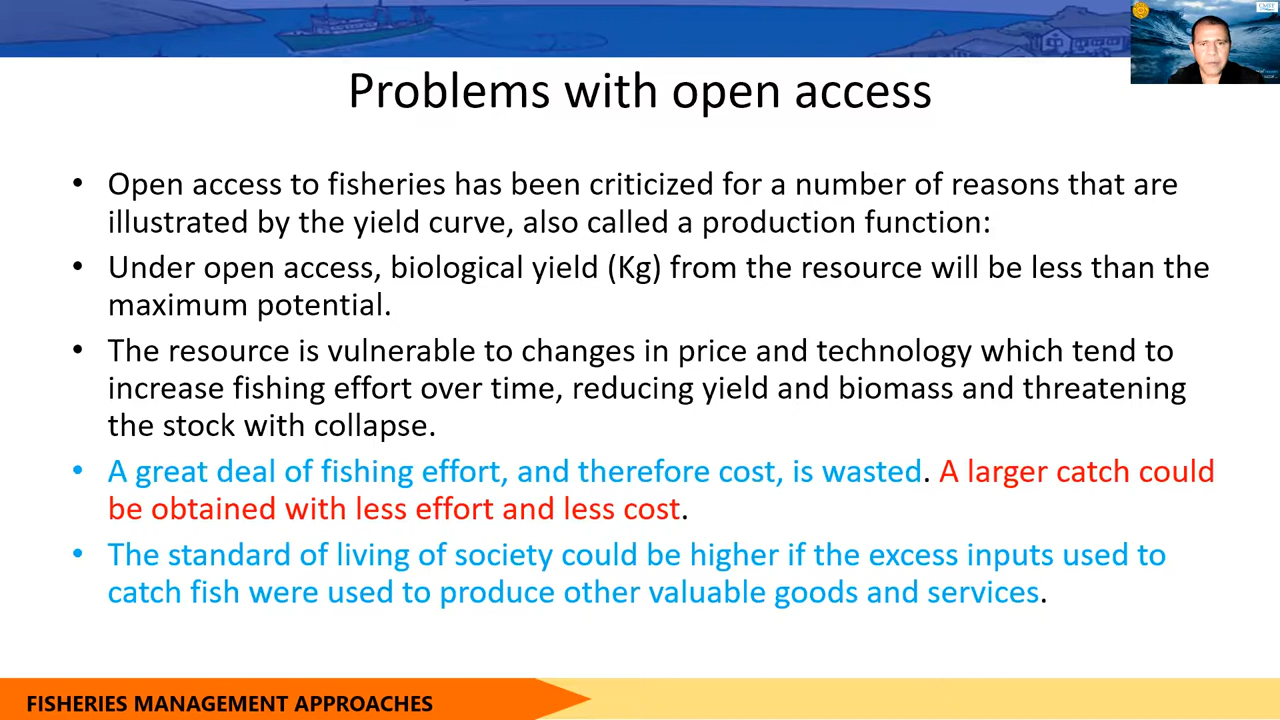 Problems with open access
• Open access to fisheries has been criticized for a number of reasons that are
illustrated by the yield curve, also called a production function:
• Under open access, biological yield (Kg) from the resource will be less than the
maximum potential.
• The resource is vulnerable to changes in price and technology which tend to
increase fishing effort over time, reducing yield and biomass and threatening
the stock with collapse.
• A great deal of fishing effort, and therefore cost, is wasted. A larger catch could
be obtained with less effort and less cost.
• The standard of living of society could be higher if the excess inputs used to
catch fish were used to produce other valuable goods and services.
FISHERIES MANAGEMENT APPROACHES